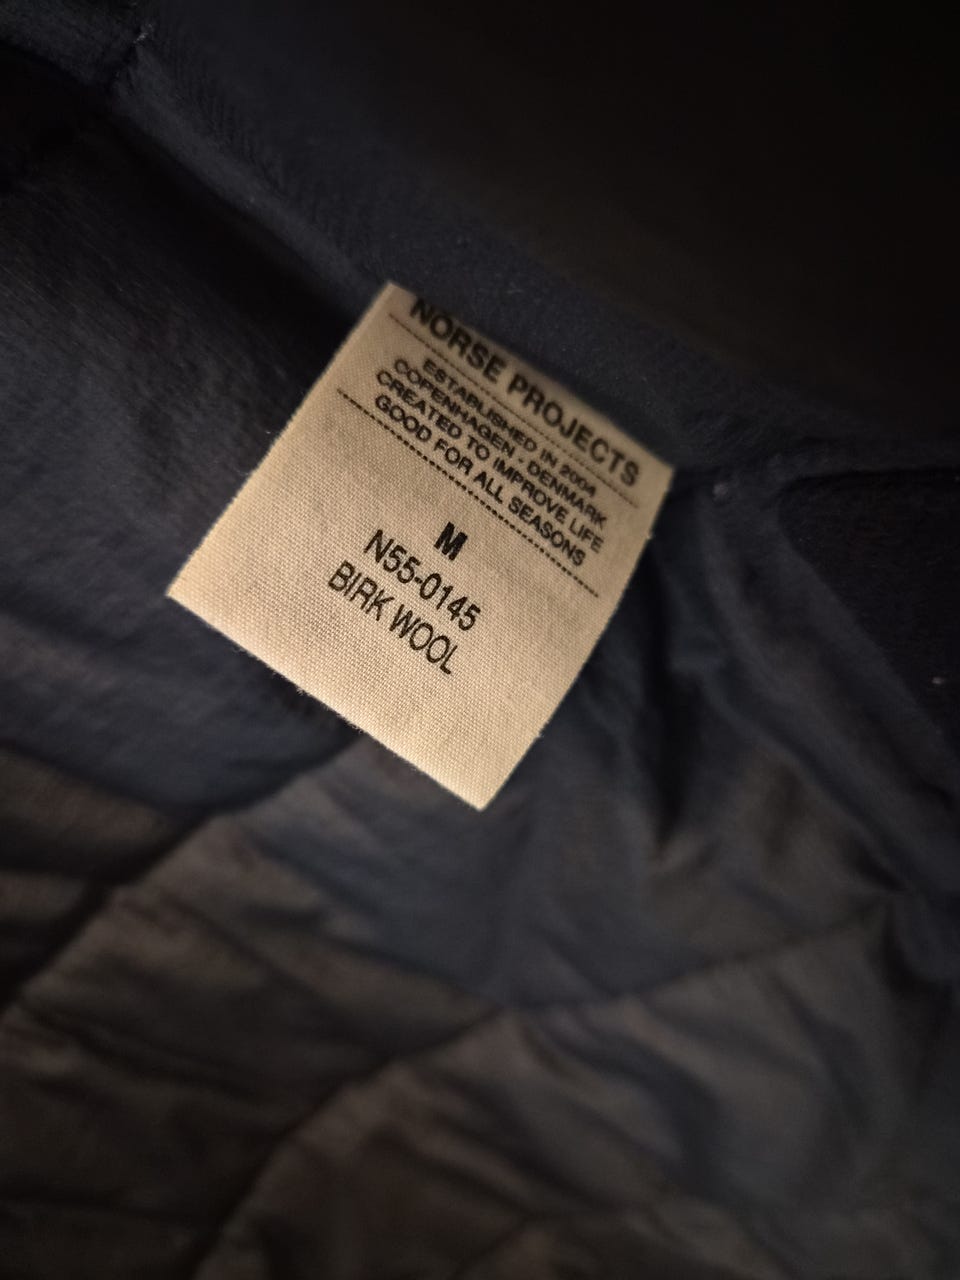 NORSE PROJECTS
ESTABLISHED IN 2004
COPENHAGEN - DENMARK
CREATED TO IMPROVE LIFE
GOOD FOR ALL SEASONS
M
N55-0145
BIRK WOOL